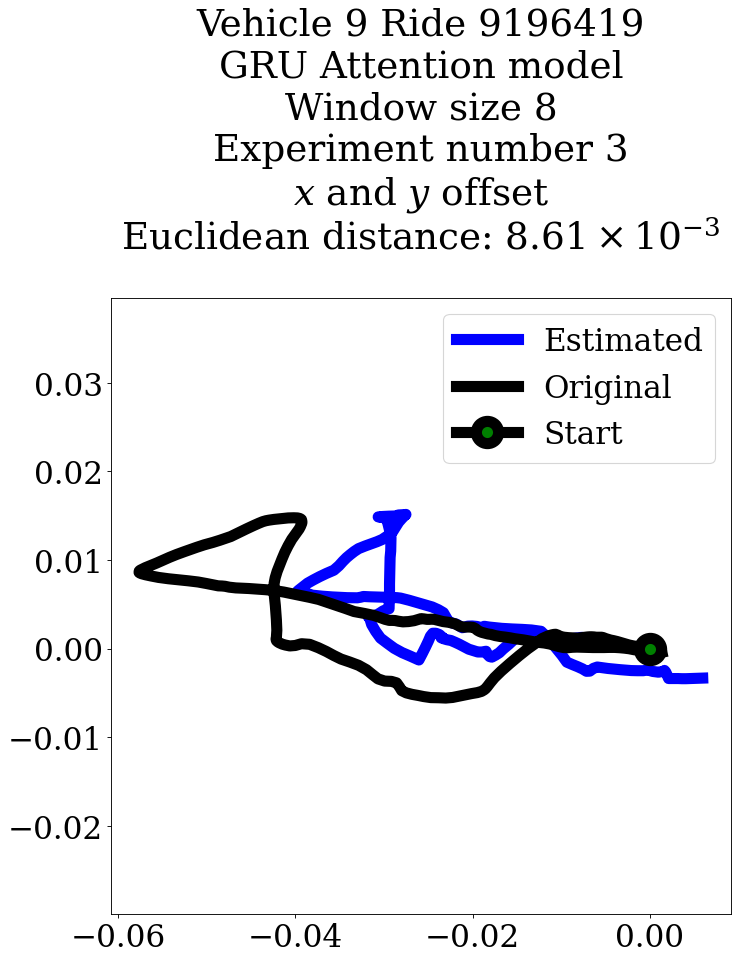 Vehicle 9 Ride 9196419
GRU Attention model
Window size 8
Experiment number 3
x and y offset
Euclidean distance: 8.61 × 10⁻³
Estimated
Original
Start
0.03
0.02
0.01
0.00
−0.01
−0.02
−0.06
−0.04
−0.02
0.00